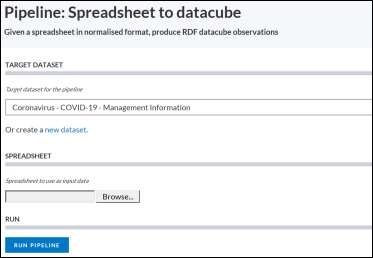 Pipeline: Spreadsheet to datacube
Given a spreadsheet in normalised format, produce RDF datacube observations
TARGET DATASET
Target dataset for the pipeline
Coronavirus - COVID-19 - Management Information
Or create a new dataset.
SPREADSHEET
Spreadsheet to use as input data
Browse...
RUN
RUN PIPELINE